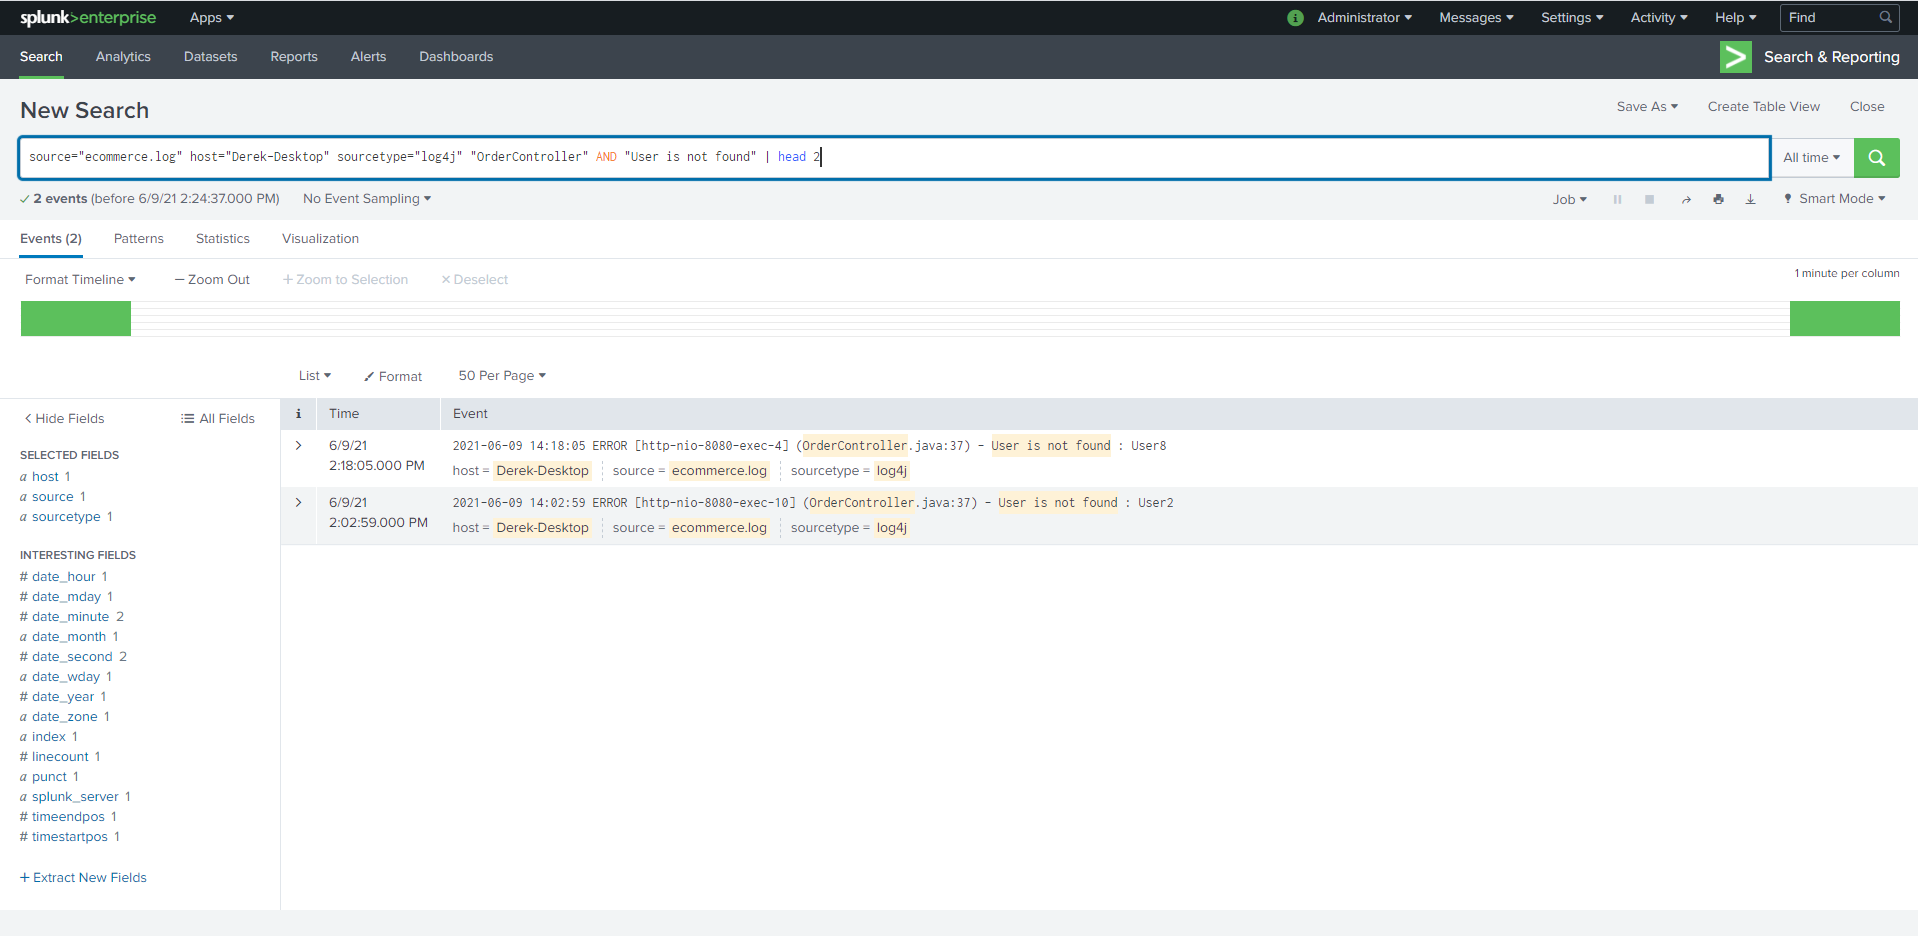 splunk>enterprise Apps Administrator Messages Settings Activity Help Find
Search Analytics Datasets Reports Alerts Dashboards Search & Reporting
New Search Save As Create Table View Close
source="ecommerce.log" host="Derek-Desktop" sourcetype="log4j" "OrderController" AND "User is not found" | head 2 All time
2 events (before 6/9/21 2:24:37.000 PM) No Event Sampling Job Smart Mode
Events (2) Patterns Statistics Visualization
Format Timeline — Zoom Out + Zoom to Selection × Deselect 1 minute per column
List Format 50 Per Page
< Hide Fields All Fields
SELECTED FIELDS
a host 1
a source 1
a sourcetype 1
INTERESTING FIELDS
# date_hour 1
# date_mday 1
# date_minute 2
a date_month 1
# date_second 2
a date_wday 1
# date_year 1
a date_zone 1
a index 1
# linecount 1
a punct 1
a splunk_server 1
# timeendpos 1
# timestartpos 1
+ Extract New Fields
i Time Event
> 6/9/21 2021-06-09 14:18:05 ERROR [http-nio-8080-exec-4] (OrderController.java:37) - User is not found : User8
2:18:05.000 PM host = Derek-Desktop source = ecommerce.log sourcetype = log4j
> 6/9/21 2021-06-09 14:02:59 ERROR [http-nio-8080-exec-10] (OrderController.java:37) - User is not found : User2
2:02:59.000 PM host = Derek-Desktop source = ecommerce.log sourcetype = log4j